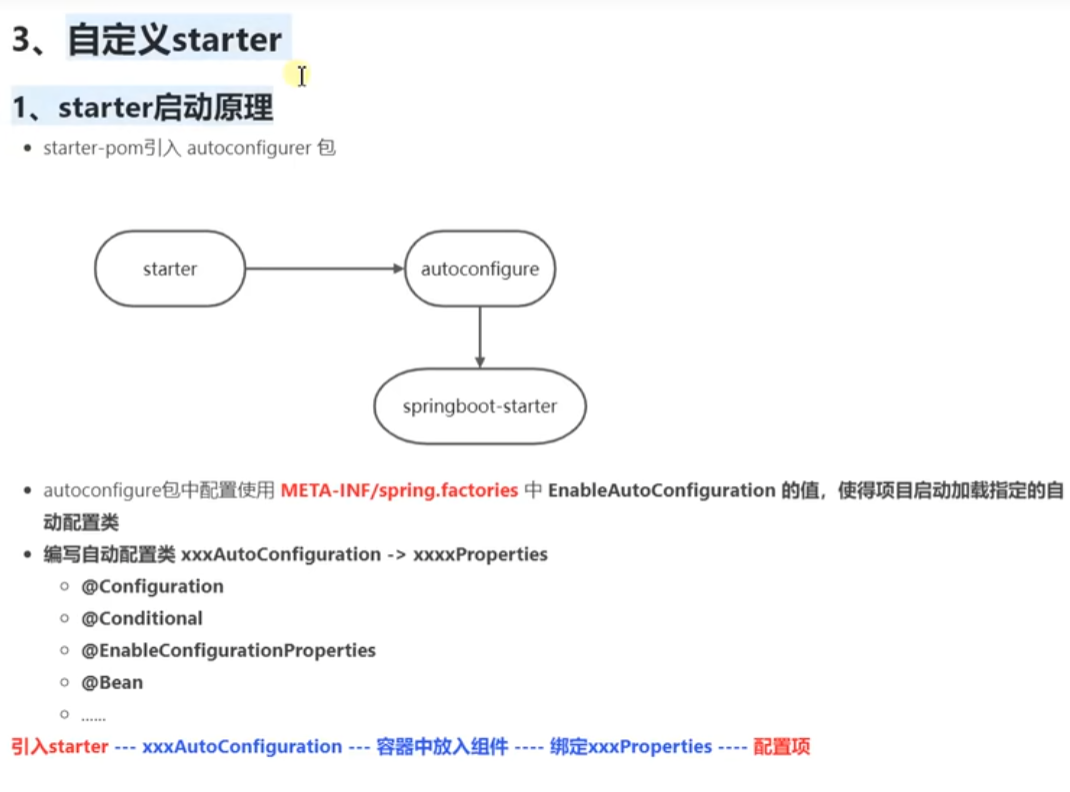 3、自定义starter
1、starter启动原理
• starter-pom引入 autoconfigurer 包
starter
autoconfigure
springboot-starter
• autoconfigure包中配置使用 META-INF/spring.factories 中 EnableAutoConfiguration 的值，使得项目启动加载指定的自
动配置类
• 编写自动配置类 xxxAutoConfiguration -> xxxxProperties
○ @Configuration
○ @Conditional
○ @EnableConfigurationProperties
○ @Bean
○ ......
引入starter --- xxxAutoConfiguration --- 容器中放入组件 ---- 绑定xxxProperties ---- 配置项